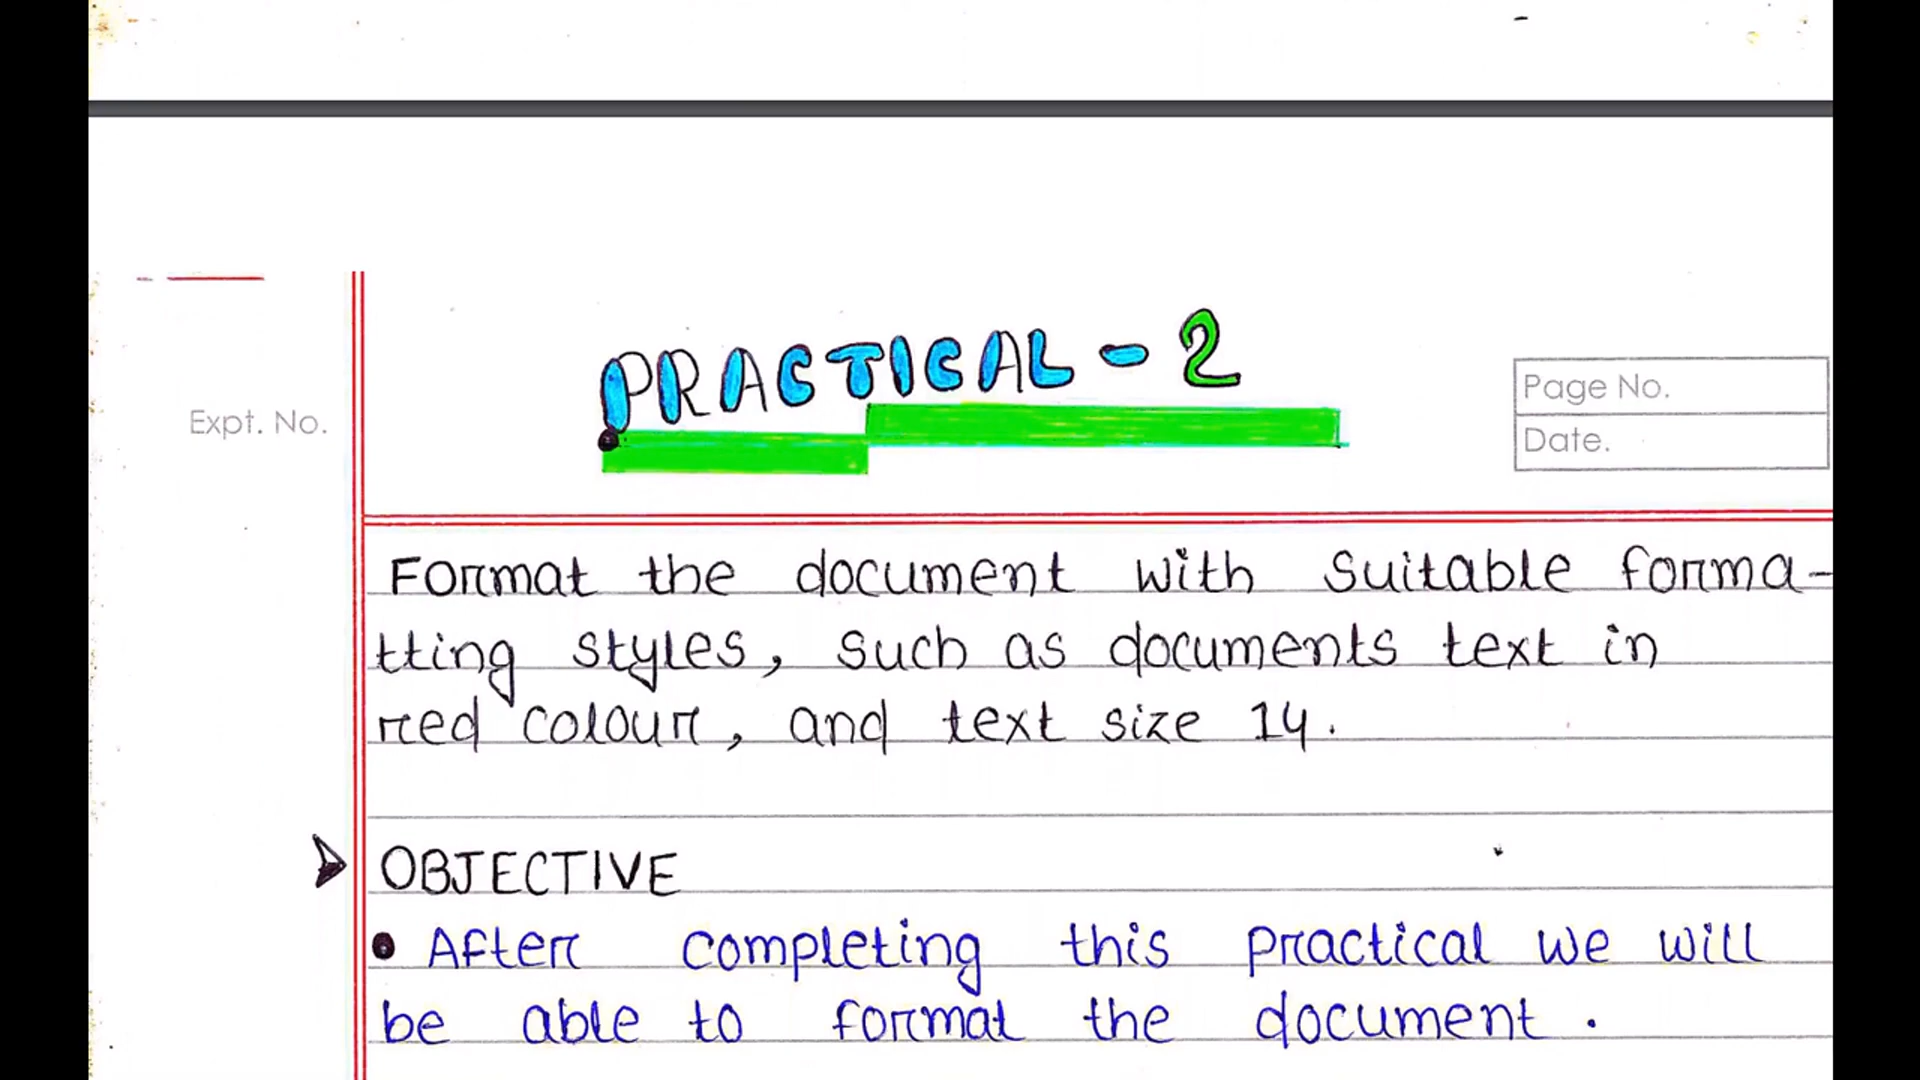 PRACTICAL - 2
Expt. No.
Page No.
Date.
Format the document with suitable forma-
tting styles, such as documents text in
red colour, and text size 14.
OBJECTIVE
• After completing this practical we will
be able to format the document.